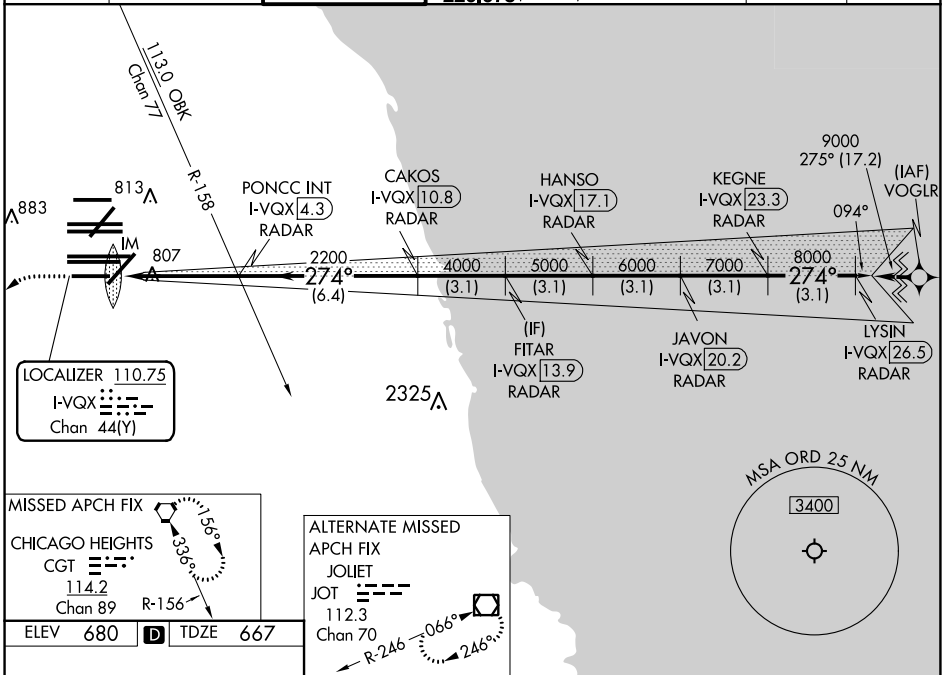 113.0 OBK
Chan 77
R-158
813
883
IM
807
PONCC INT
I-VQX 4.3
RADAR
CAKOS
I-VQX 10.8
RADAR
HANSO
I-VQX 17.1
RADAR
KEGNE
I-VQX 23.3
RADAR
9000
275° (17.2)
(IAF)
VOGLR
094°
2200
274°
(6.4)
4000
(3.1)
5000
(3.1)
6000
(3.1)
7000
(3.1)
8000
274°
(3.1)
(IF)
FITAR
I-VQX 13.9
RADAR
JAVON
I-VQX 20.2
RADAR
LYSIN
I-VQX 26.5
RADAR
LOCALIZER 110.75
I-VQX
Chan 44(Y)
2325
MSA ORD 25 NM
3400
MISSED APCH FIX
CHICAGO HEIGHTS
CGT
114.2
Chan 89
156°
336°
R-156
ALTERNATE MISSED
APCH FIX
JOLIET
JOT
112.3
Chan 70
R-246
066°
246°
ELEV 680 D TDZE 667